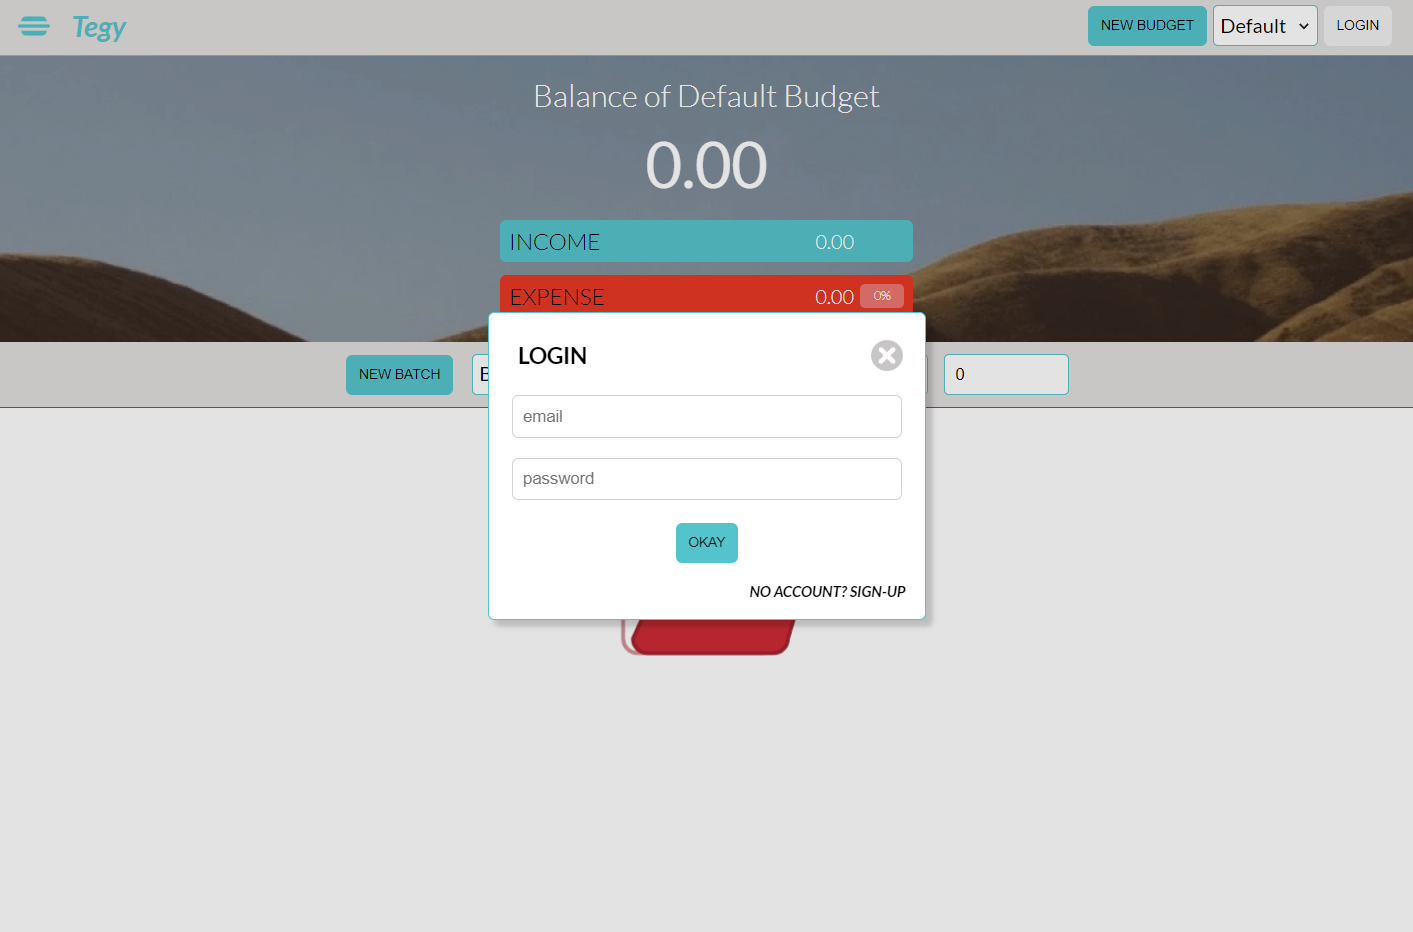 Tegy
NEW BUDGET
Default
LOGIN
Balance of Default Budget
0.00
INCOME
0.00
EXPENSE
0.00
0%
NEW BATCH
0
LOGIN
email
password
OKAY
NO ACCOUNT? SIGN-UP